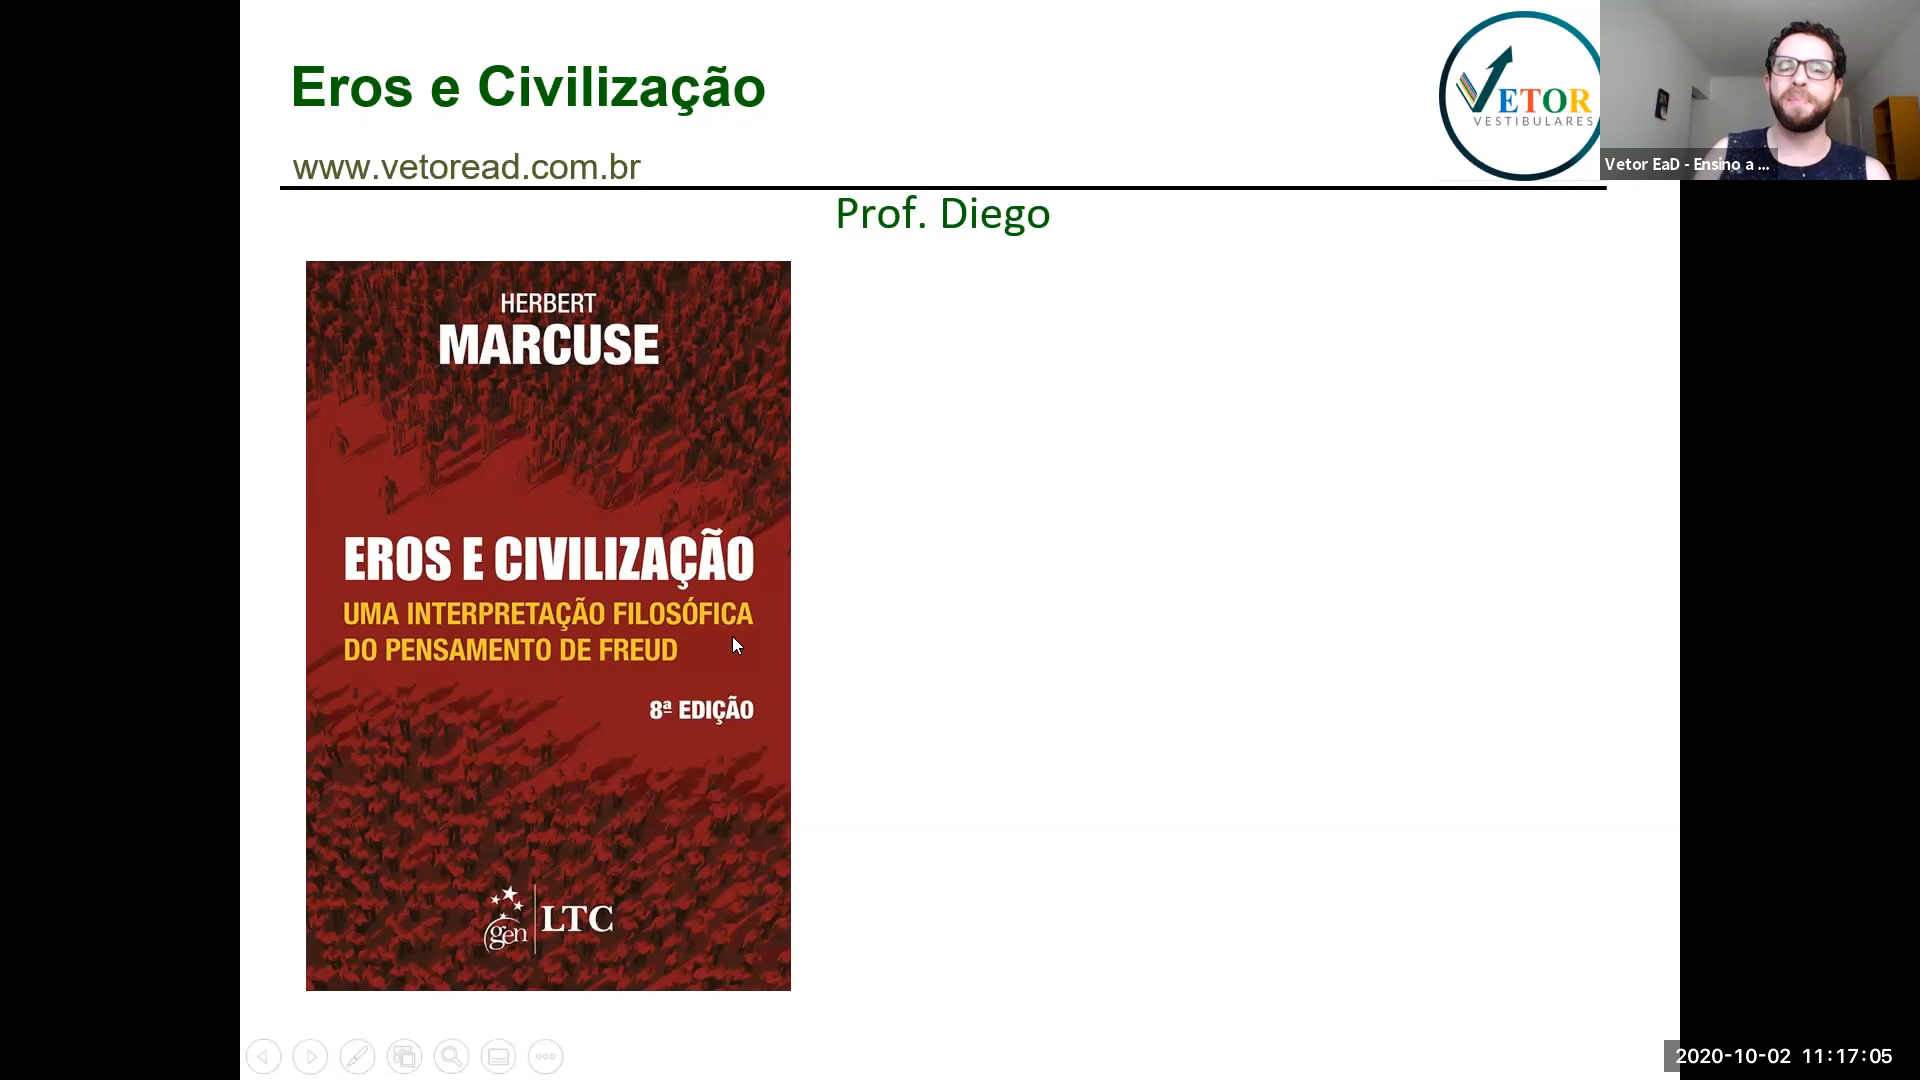 Eros e Civilização
www.vetoread.com.br
VETOR
VESTIBULARES
Vetor EaD - Ensino a ...
Prof. Diego
HERBERT
MARCUSE
EROS E CIVILIZAÇÃO
UMA INTERPRETAÇÃO FILOSÓFICA
DO PENSAMENTO DE FREUD
8ª EDIÇÃO
gen LTC
2020-10-02 11:17:05